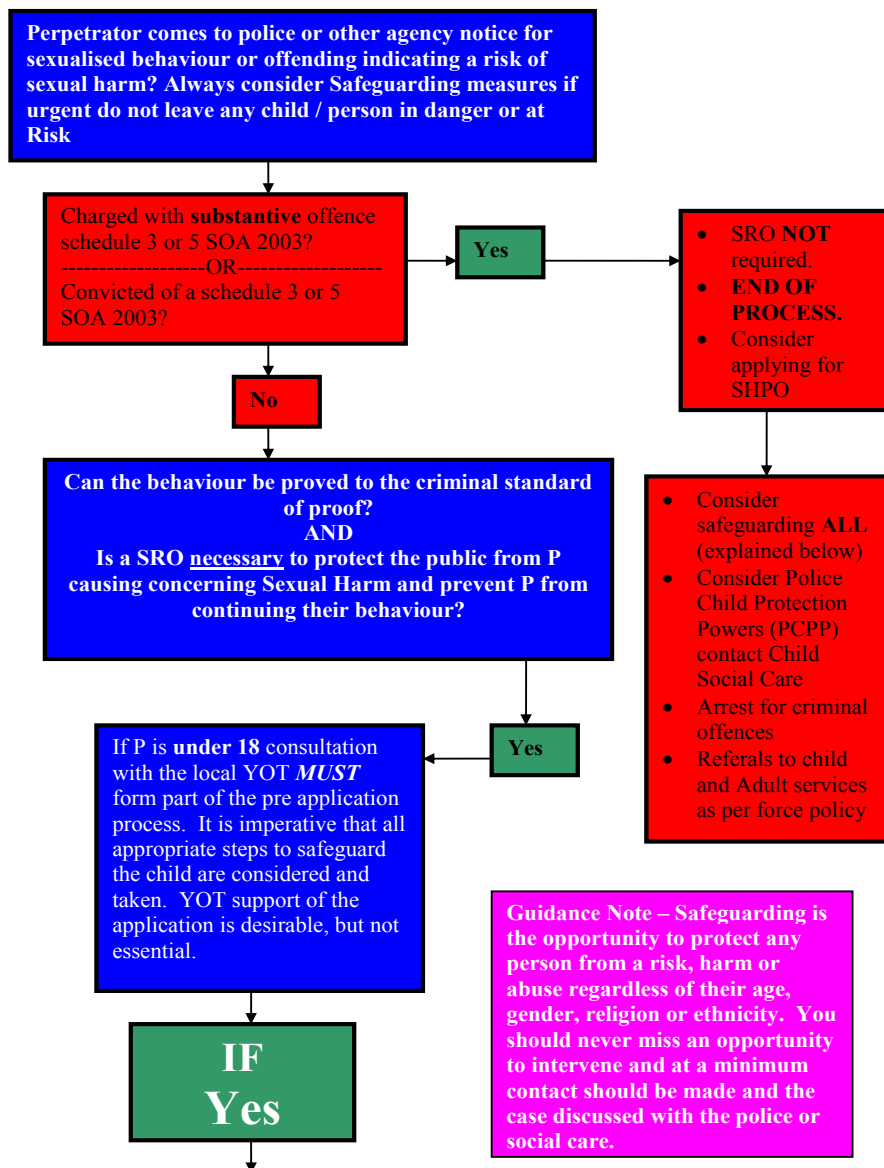 Perpetrator comes to police or other agency notice for
sexualised behaviour or offending indicating a risk of
sexual harm? Always consider Safeguarding measures if
urgent do not leave any child / person in danger or at
Risk
Charged with substantive offence
schedule 3 or 5 SOA 2003?
-------------------OR-------------------
Convicted of a schedule 3 or 5
SOA 2003?
Yes
• SRO NOT
required.
• END OF
PROCESS.
• Consider
applying for
SHPO
No
Can the behaviour be proved to the criminal standard
of proof?
AND
Is a SRO necessary to protect the public from P
causing concerning Sexual Harm and prevent P from
continuing their behaviour?
• Consider
safeguarding ALL
(explained below)
• Consider Police
Child Protection
Powers (PCPP)
contact Child
Social Care
• Arrest for criminal
offences
• Referals to child
and Adult services
as per force policy
Yes
If P is under 18 consultation
with the local YOT MUST
form part of the pre application
process. It is imperative that all
appropriate steps to safeguard
the child are considered and
taken. YOT support of the
application is desirable, but not
essential.
Guidance Note – Safeguarding is
the opportunity to protect any
person from a risk, harm or
abuse regardless of their age,
gender, religion or ethnicity. You
should never miss an opportunity
to intervene and at a minimum
contact should be made and the
case discussed with the police or
social care.
IF
Yes